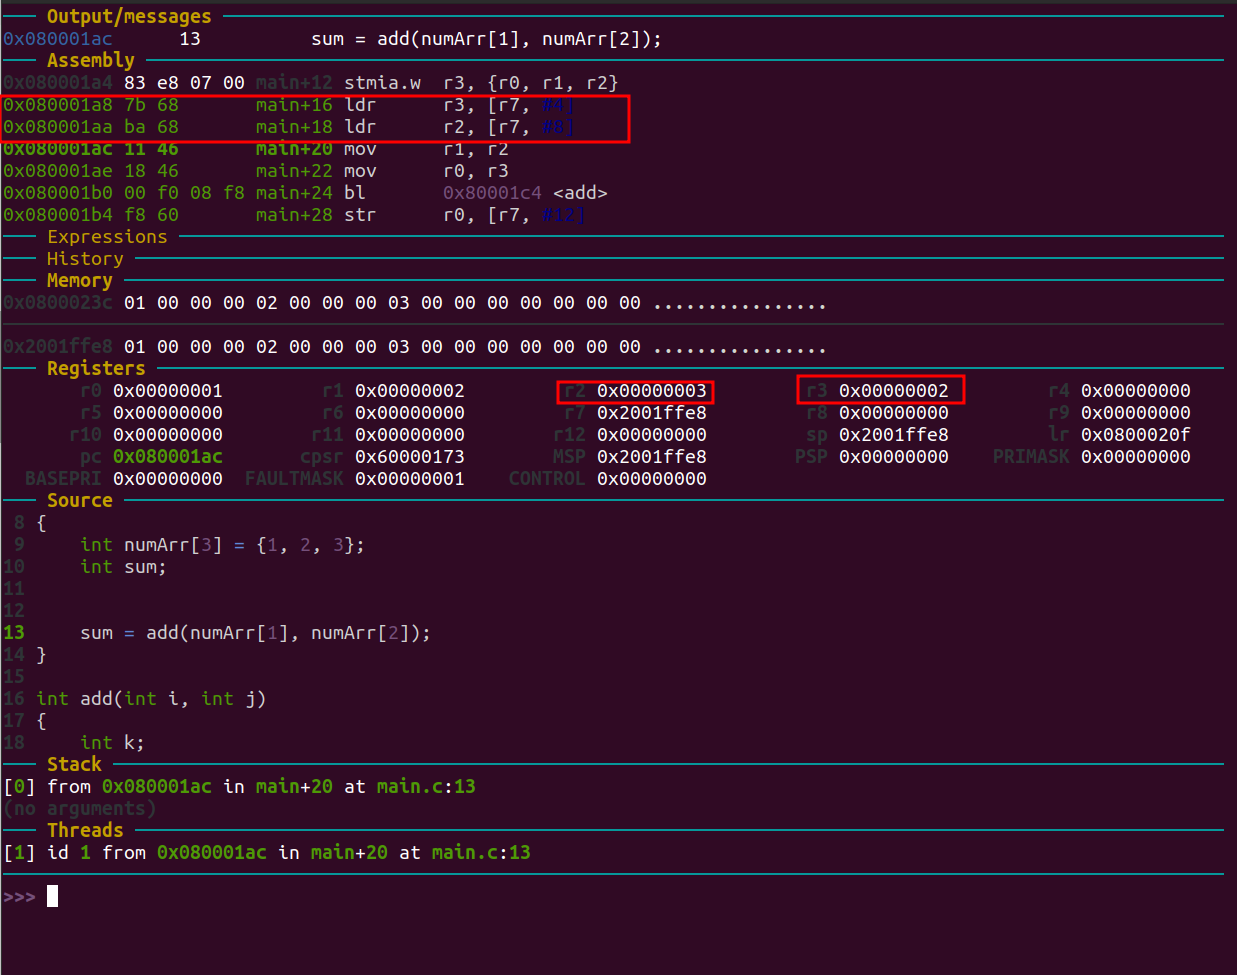 Output/messages
0x080001ac 13 sum = add(numArr[1], numArr[2]);
Assembly
0x080001a4 83 e8 07 00 main+12 stmia.w r3, {r0, r1, r2}
0x080001a8 7b 68 main+16 ldr r3, [r7, #4]
0x080001aa ba 68 main+18 ldr r2, [r7, #8]
0x080001ac 11 46 main+20 mov r1, r2
0x080001ae 18 46 main+22 mov r0, r3
0x080001b0 00 f0 08 f8 main+24 bl 0x80001c4 <add>
0x080001b4 f8 60 main+28 str r0, [r7, #12]
Expressions
History
Memory
0x0800023c 01 00 00 00 02 00 00 00 03 00 00 00 00 00 00 00 ................
0x2001ffe8 01 00 00 00 02 00 00 00 03 00 00 00 00 00 00 00 ................
Registers
r0 0x00000001 r1 0x00000002 r2 0x00000003 r3 0x00000002 r4 0x00000000
r5 0x00000000 r6 0x00000000 r7 0x2001ffe8 r8 0x00000000 r9 0x00000000
r10 0x00000000 r11 0x00000000 r12 0x00000000 sp 0x2001ffe8 lr 0x0800020f
pc 0x080001ac cpsr 0x60000173 MSP 0x2001ffe8 PSP 0x00000000 PRIMASK 0x00000000
BASEPRI 0x00000000 FAULTMASK 0x00000001 CONTROL 0x00000000
Source
8 {
9 int numArr[3] = {1, 2, 3};
10 int sum;
11
12
13 sum = add(numArr[1], numArr[2]);
14 }
15
16 int add(int i, int j)
17 {
18 int k;
Stack
[0] from 0x080001ac in main+20 at main.c:13
(no arguments)
Threads
[1] id 1 from 0x080001ac in main+20 at main.c:13
>>>